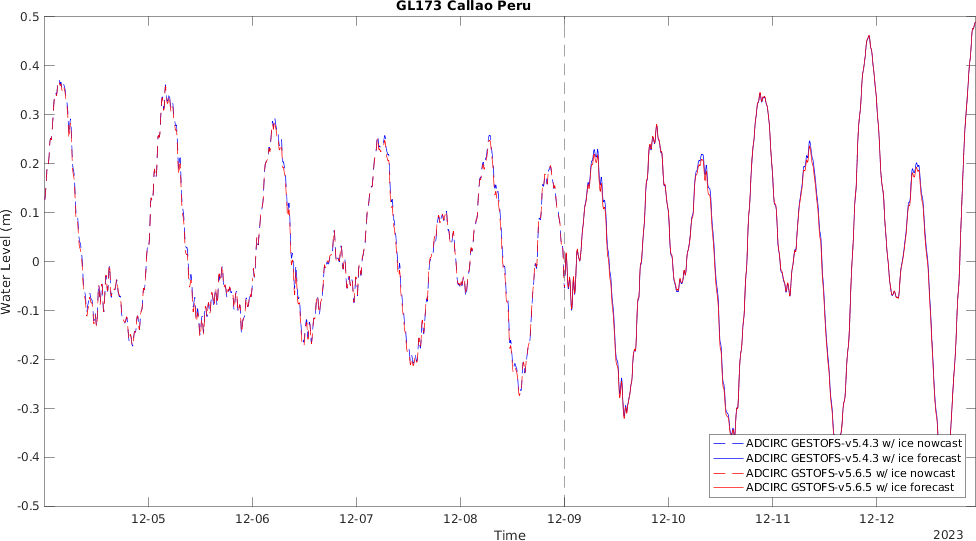 GL173 Callao Peru
0.5
0.4
0.3
0.2
0.1
0
-0.1
-0.2
-0.3
-0.4
-0.5
Water Level (m)
ADCIRC GESTOFS-v5.4.3 w/ ice nowcast
ADCIRC GESTOFS-v5.4.3 w/ ice forecast
ADCIRC GSTOFS-v5.6.5 w/ ice nowcast
ADCIRC GSTOFS-v5.6.5 w/ ice forecast
12-05 12-06 12-07 12-08 12-09 12-10 12-11 12-12
Time
2023